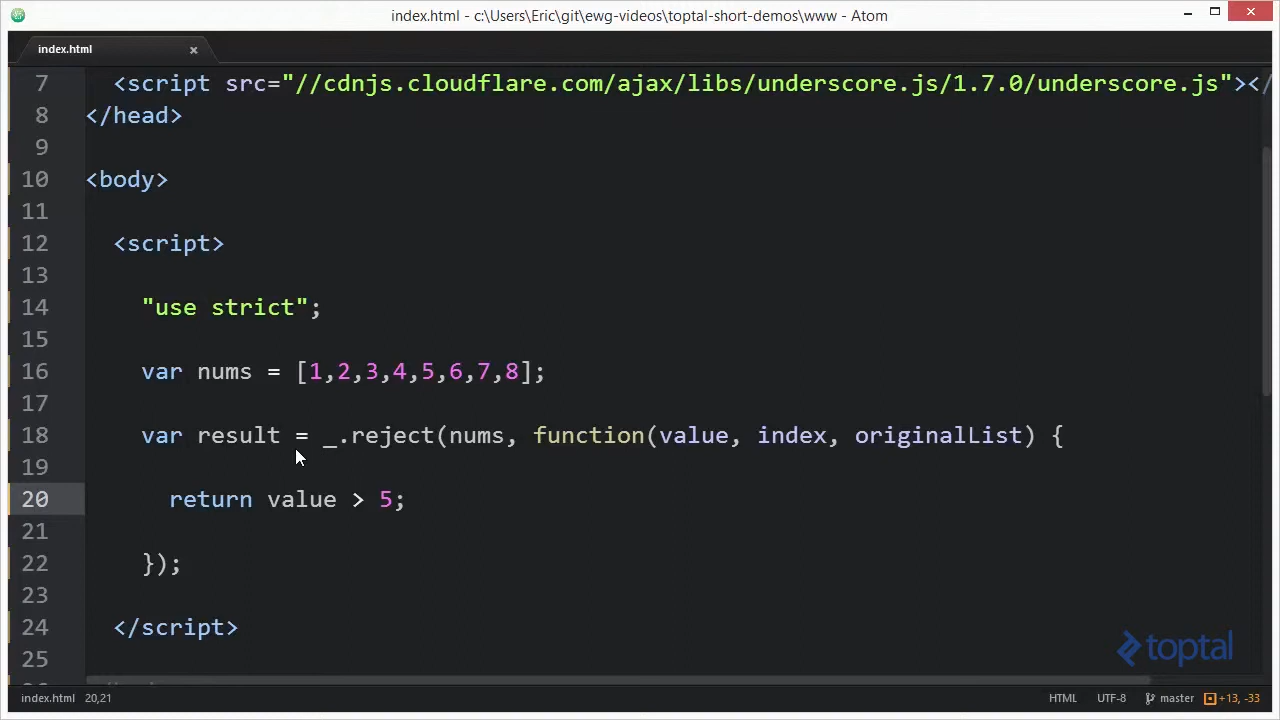 index.html - c:\Users\Eric\git\ewg-videos\toptal-short-demos\www - Atom
index.html
7 <script src="//cdnjs.cloudflare.com/ajax/libs/underscore.js/1.7.0/underscore.js"></
8 </head>
9
10 <body>
11
12 <script>
13
14 "use strict";
15
16 var nums = [1,2,3,4,5,6,7,8];
17
18 var result = _.reject(nums, function(value, index, originalList) {
19
20 return value > 5;
21
22 });
23
24 </script>
25
toptal
index.html 20,21 HTML UTF-8 master +13, -33